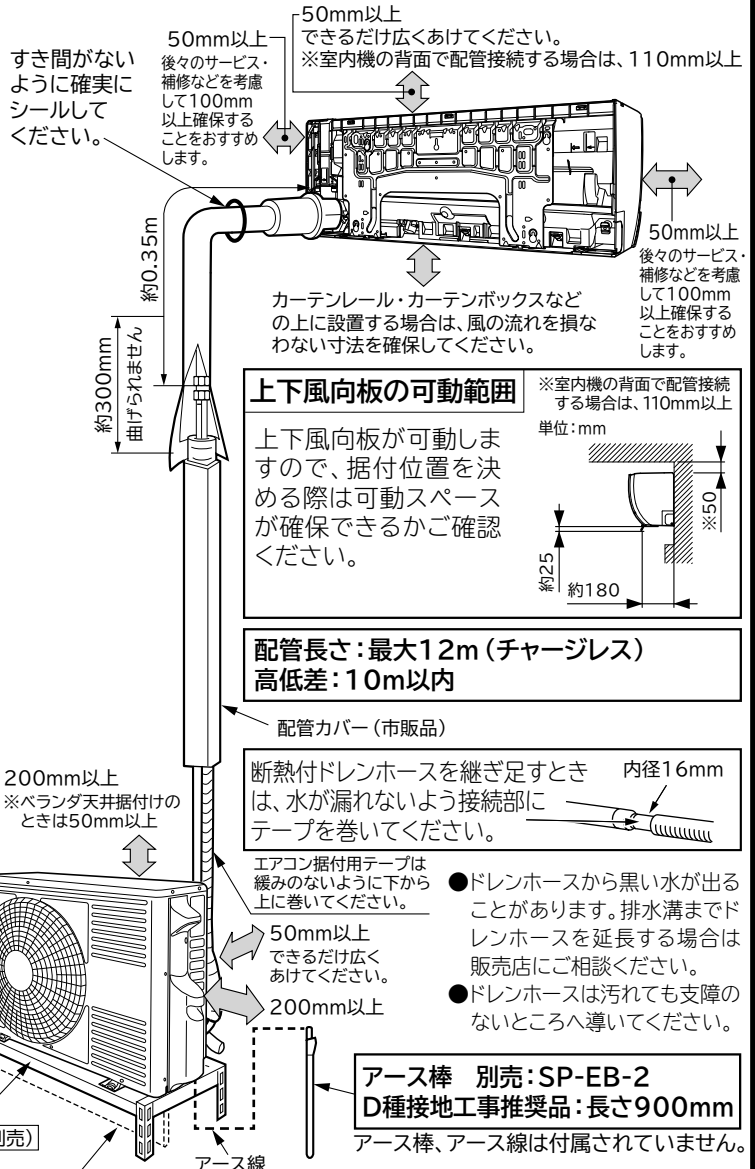 50mm以上
できるだけ広くあけてください。
※室内機の背面で配管接続する場合は、110mm以上
50mm以上
後々のサービス・
補修などを考慮
して100mm
以上確保する
ことをおすすめ
します。
すき間がない
ように確実に
シールして
ください。
50mm以上
後々のサービス・
補修などを考慮
して100mm
以上確保する
ことをおすすめ
します。
約0.35m
約300mm
曲げられません
カーテンレール・カーテンボックスなど
の上に設置する場合は、風の流れを損な
わない寸法を確保してください。
上下風向板の可動範囲
上下風向板が可動しま
すので、据付位置を決
める際は可動スペース
が確保できるかご確認
ください。
※室内機の背面で配管接続
する場合は、110mm以上
単位:mm
※50
約25
約180
配管長さ:最大12m(チャージレス)
高低差:10m以内
配管カバー(市販品)
断熱付ドレンホースを継ぎ足すとき
は、水が漏れないよう接続部に
テープを巻いてください。
内径16mm
200mm以上
※ベランダ天井据付けの
ときは50mm以上
エアコン据付用テープは
緩みのないように下から
上に巻いてください。
50mm以上
できるだけ広く
あけてください。
200mm以上
●ドレンホースから黒い水が出る
ことがあります。排水溝までド
レンホースを延長する場合は
販売店にご相談ください。
●ドレンホースは汚れても支障の
ないところへ導いてください。
アース棒 別売:SP-EB-2
D種接地工事推奨品:長さ900mm
アース棒、アース線は付属されていません。
アース線
売)